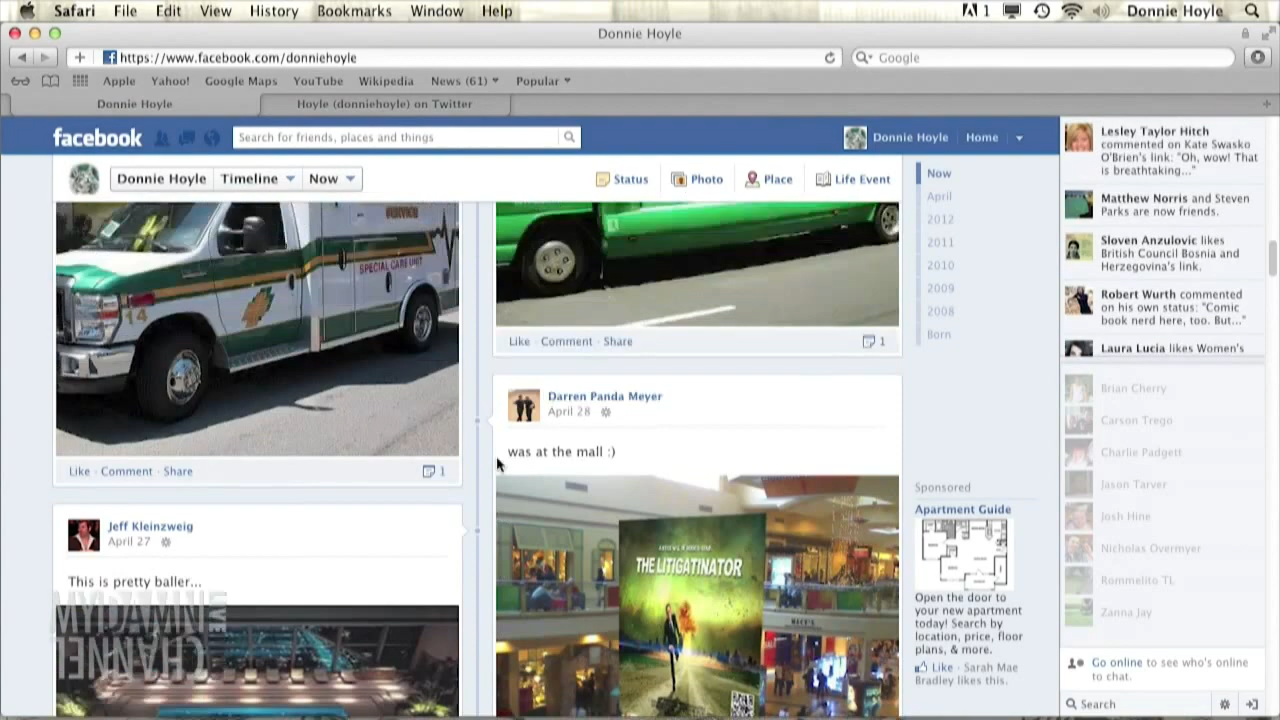 Safari File Edit View History Bookmarks Window Help
1 Donnie Hoyle
Donnie Hoyle
https://www.facebook.com/donniehoyle
Google
Apple Yahoo! Google Maps YouTube Wikipedia News (61) Popular
Donnie Hoyle
Hoyle (donniehoyle) on Twitter
facebook
Search for friends, places and things
Donnie Hoyle Home
Donnie Hoyle Timeline Now
Status Photo Place Life Event
SPECIAL CARE UNIT
14
Like · Comment · Share
1
Jeff Kleinzweig
April 27
This is pretty baller...
MYDAMN
CHANNEL
LIVE
Like · Comment · Share
1
Darren Panda Meyer
April 28
was at the mall :)
THE LITIGATINATOR
Now
April
2012
2011
2010
2009
2008
Born
Sponsored
Apartment Guide
Open the door to
your new apartment
today! Search by
location, price, floor
plans, & more.
Like · Sarah Mae
Bradley likes this.
Lesley Taylor Hitch
commented on Kate Swasko
O'Brien's link: "Oh, wow! That
is breathtaking..."
Matthew Norris and Steven
Parks are now friends.
Sloven Anzulovic likes
British Council Bosnia and
Herzegovina's link.
Robert Wurth commented
on his own status: "Comic
book nerd here, too. But..."
Laura Lucia likes Women's
Brian Cherry
Carson Trego
Charlie Padgett
Jason Tarver
Josh Hine
Nicholas Overmyer
Rommelito TL
Zanna Jay
Go online to see who's online
to chat.
Search